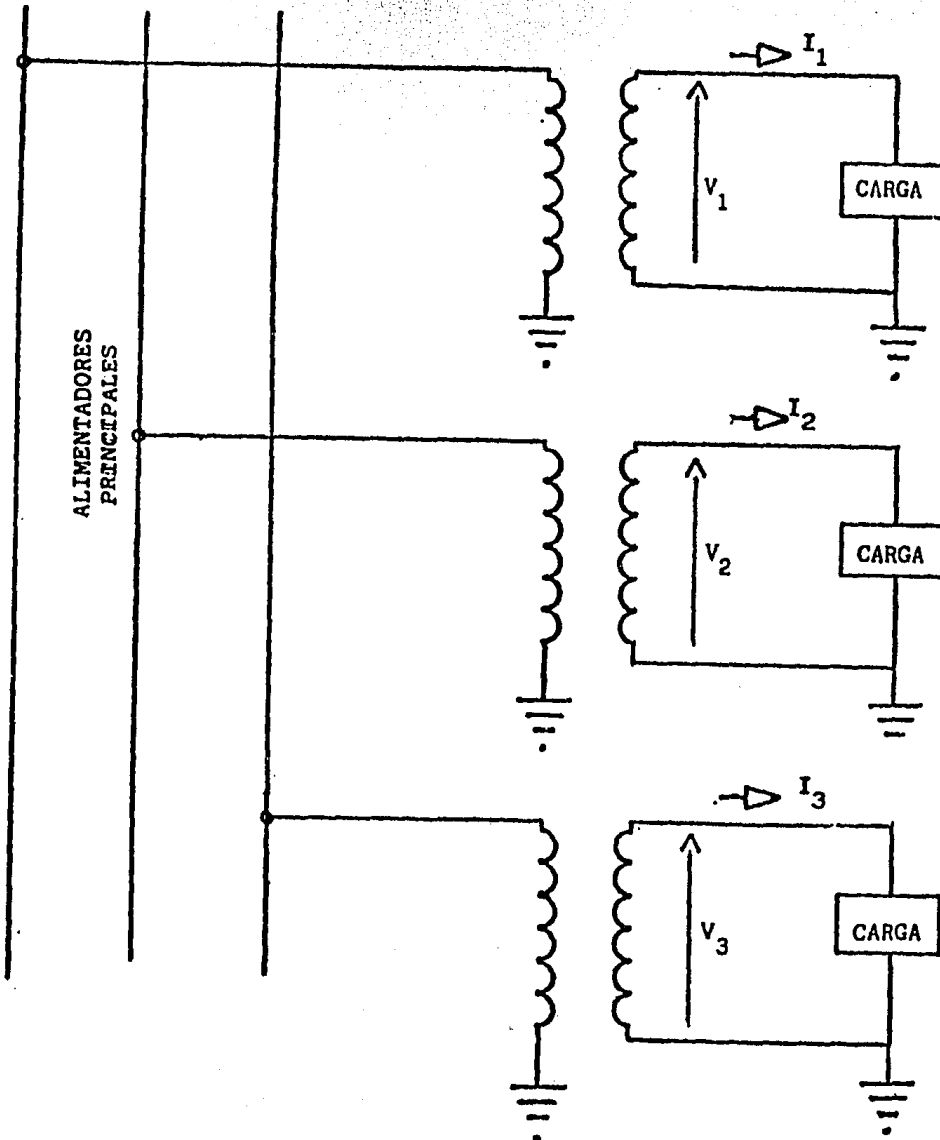 I₁
V₁
CARGA
ALIMENTADORES
PRINCIPALES
I₂
V₂
CARGA
I₃
V₃
CARGA